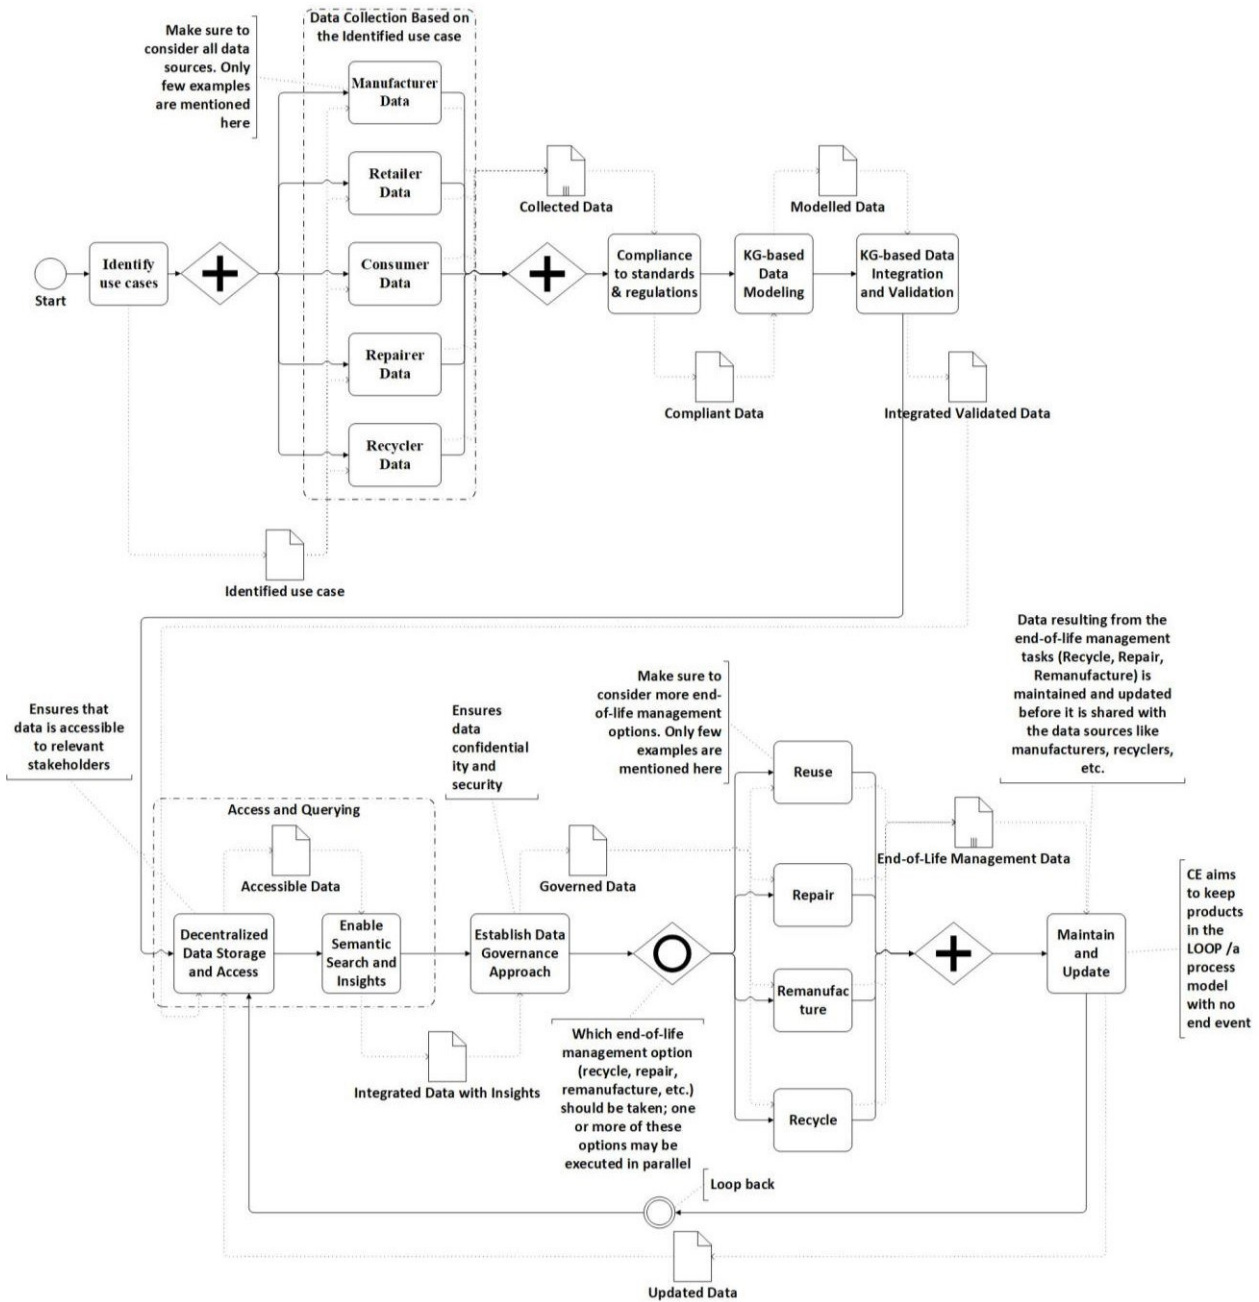 Make sure to
consider all data
sources. Only
few examples
are mentioned
here
Data Collection Based on
the Identified use case
Manufacturer
Data
Retailer
Data
Consumer
Data
Repairer
Data
Recycler
Data
Start
Identify
use cases
Identified use case
Collected Data
Compliance
to standards
& regulations
Compliant Data
KG-based
Data
Modeling
Modelled Data
KG-based Data
Integration
and Validation
Integrated Validated Data
Ensures that
data is accessible
to relevant
stakeholders
Access and Querying
Accessible Data
Decentralized
Data Storage
and Access
Enable
Semantic
Search and
Insights
Integrated Data with Insights
Ensures
data
confidential
ity and
security
Governed Data
Establish Data
Governance
Approach
Make sure to
consider more end-
of-life management
options. Only few
examples are
mentioned here
Which end-of-life
management option
(recycle, repair,
remanufacture, etc.)
should be taken; one
or more of these
options may be
executed in parallel
Reuse
Repair
Remanufac
ture
Recycle
End-of-Life Management Data
Data resulting from the
end-of-life management
tasks (Recycle, Repair,
Remanufacture) is
maintained and updated
before it is shared with
the data sources like
manufacturers, recyclers,
etc.
Maintain
and
Update
CE aims
to keep
products
in the
LOOP /a
process
model
with no
end event
Loop back
Updated Data